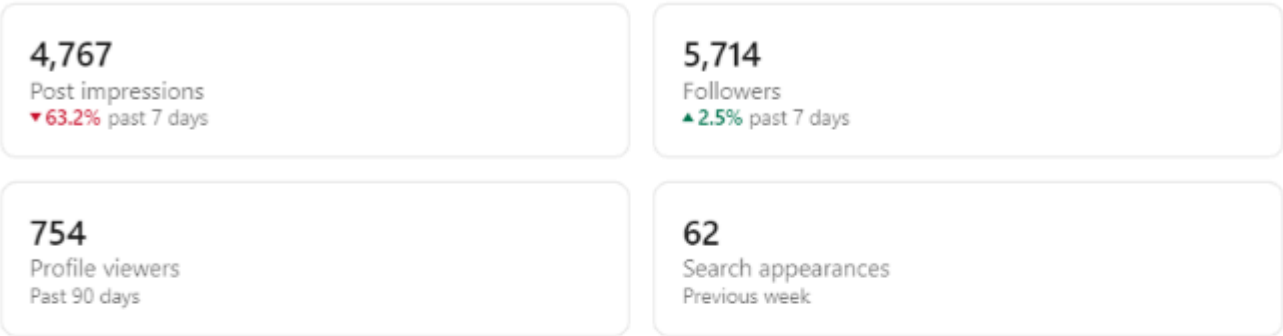 4,767
Post impressions
▼63.2% past 7 days
5,714
Followers
▲2.5% past 7 days
754
Profile viewers
Past 90 days
62
Search appearances
Previous week